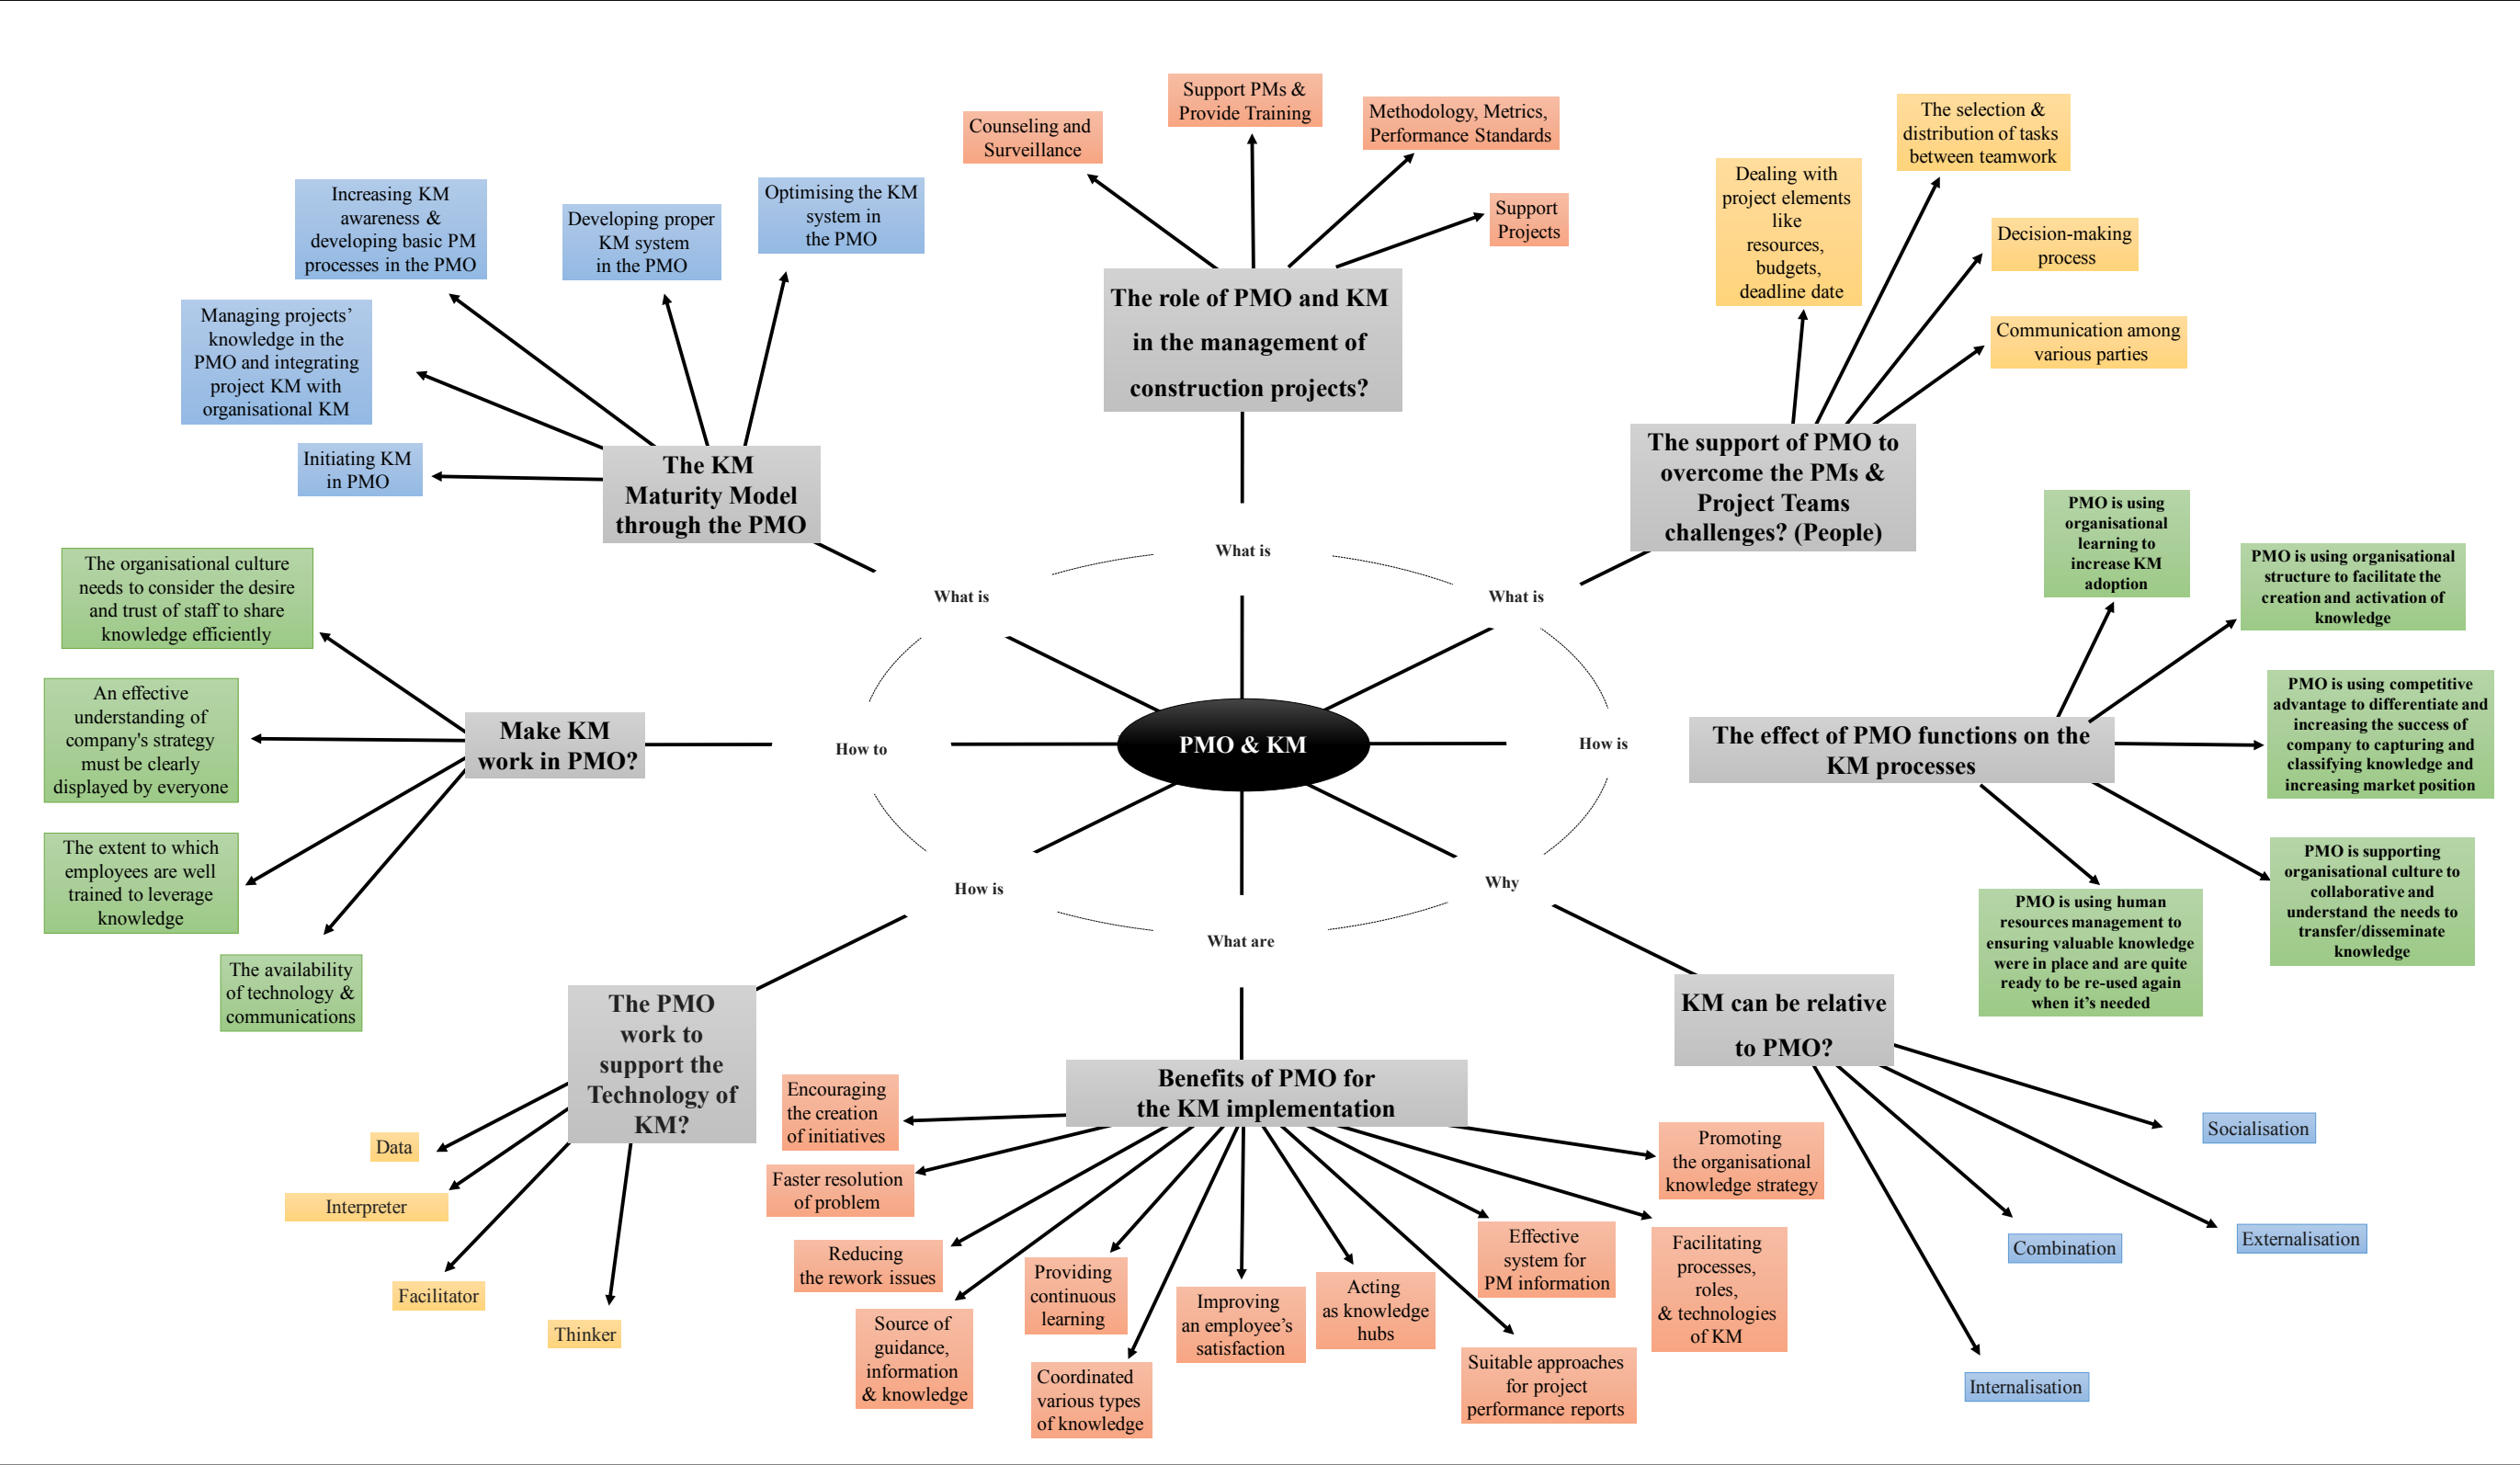 Support PMs &
Provide Training
Counseling and
Surveillance
Methodology, Metrics,
Performance Standards
Support
Projects
The role of PMO and KM
in the management of
construction projects?
What is
The selection &
distribution of tasks
between teamwork
Dealing with
project elements
like
resources,
budgets,
deadline date
Decision-making
process
Communication among
various parties
The support of PMO to
overcome the PMs &
Project Teams
challenges? (People)
What is
Increasing KM
awareness &
developing basic PM
processes in the PMO
Developing proper
KM system
in the PMO
Optimising the KM
system in
the PMO
Managing projects’
knowledge in the
PMO and integrating
project KM with
organisational KM
Initiating KM
in PMO
The KM
Maturity Model
through the PMO
What is
The organisational culture
needs to consider the desire
and trust of staff to share
knowledge efficiently
An effective
understanding of
company's strategy
must be clearly
displayed by everyone
The extent to which
employees are well
trained to leverage
knowledge
The availability
of technology &
communications
Make KM
work in PMO?
How to
PMO & KM
How is
The effect of PMO functions on the
KM processes
PMO is using
organisational
learning to
increase KM
adoption
PMO is using organisational
structure to facilitate the
creation and activation of
knowledge
PMO is using competitive
advantage to differentiate and
increasing the success of
company to capturing and
classifying knowledge and
increasing market position
PMO is supporting
organisational culture to
collaborative and
understand the needs to
transfer/disseminate
knowledge
PMO is using human
resources management to
ensuring valuable knowledge
were in place and are quite
ready to be re-used again
when it’s needed
How is
The PMO
work to
support the
Technology of
KM?
Data
Interpreter
Facilitator
Thinker
What are
Benefits of PMO for
the KM implementation
Encouraging
the creation
of initiatives
Faster resolution
of problem
Reducing
the rework issues
Source of
guidance,
information
& knowledge
Providing
continuous
learning
Coordinated
various types
of knowledge
Improving
an employee’s
satisfaction
Acting
as knowledge
hubs
Suitable approaches
for project
performance reports
Effective
system for
PM information
Facilitating
processes,
roles,
& technologies
of KM
Promoting
the organisational
knowledge strategy
Why
KM can be relative
to PMO?
Socialisation
Externalisation
Combination
Internalisation